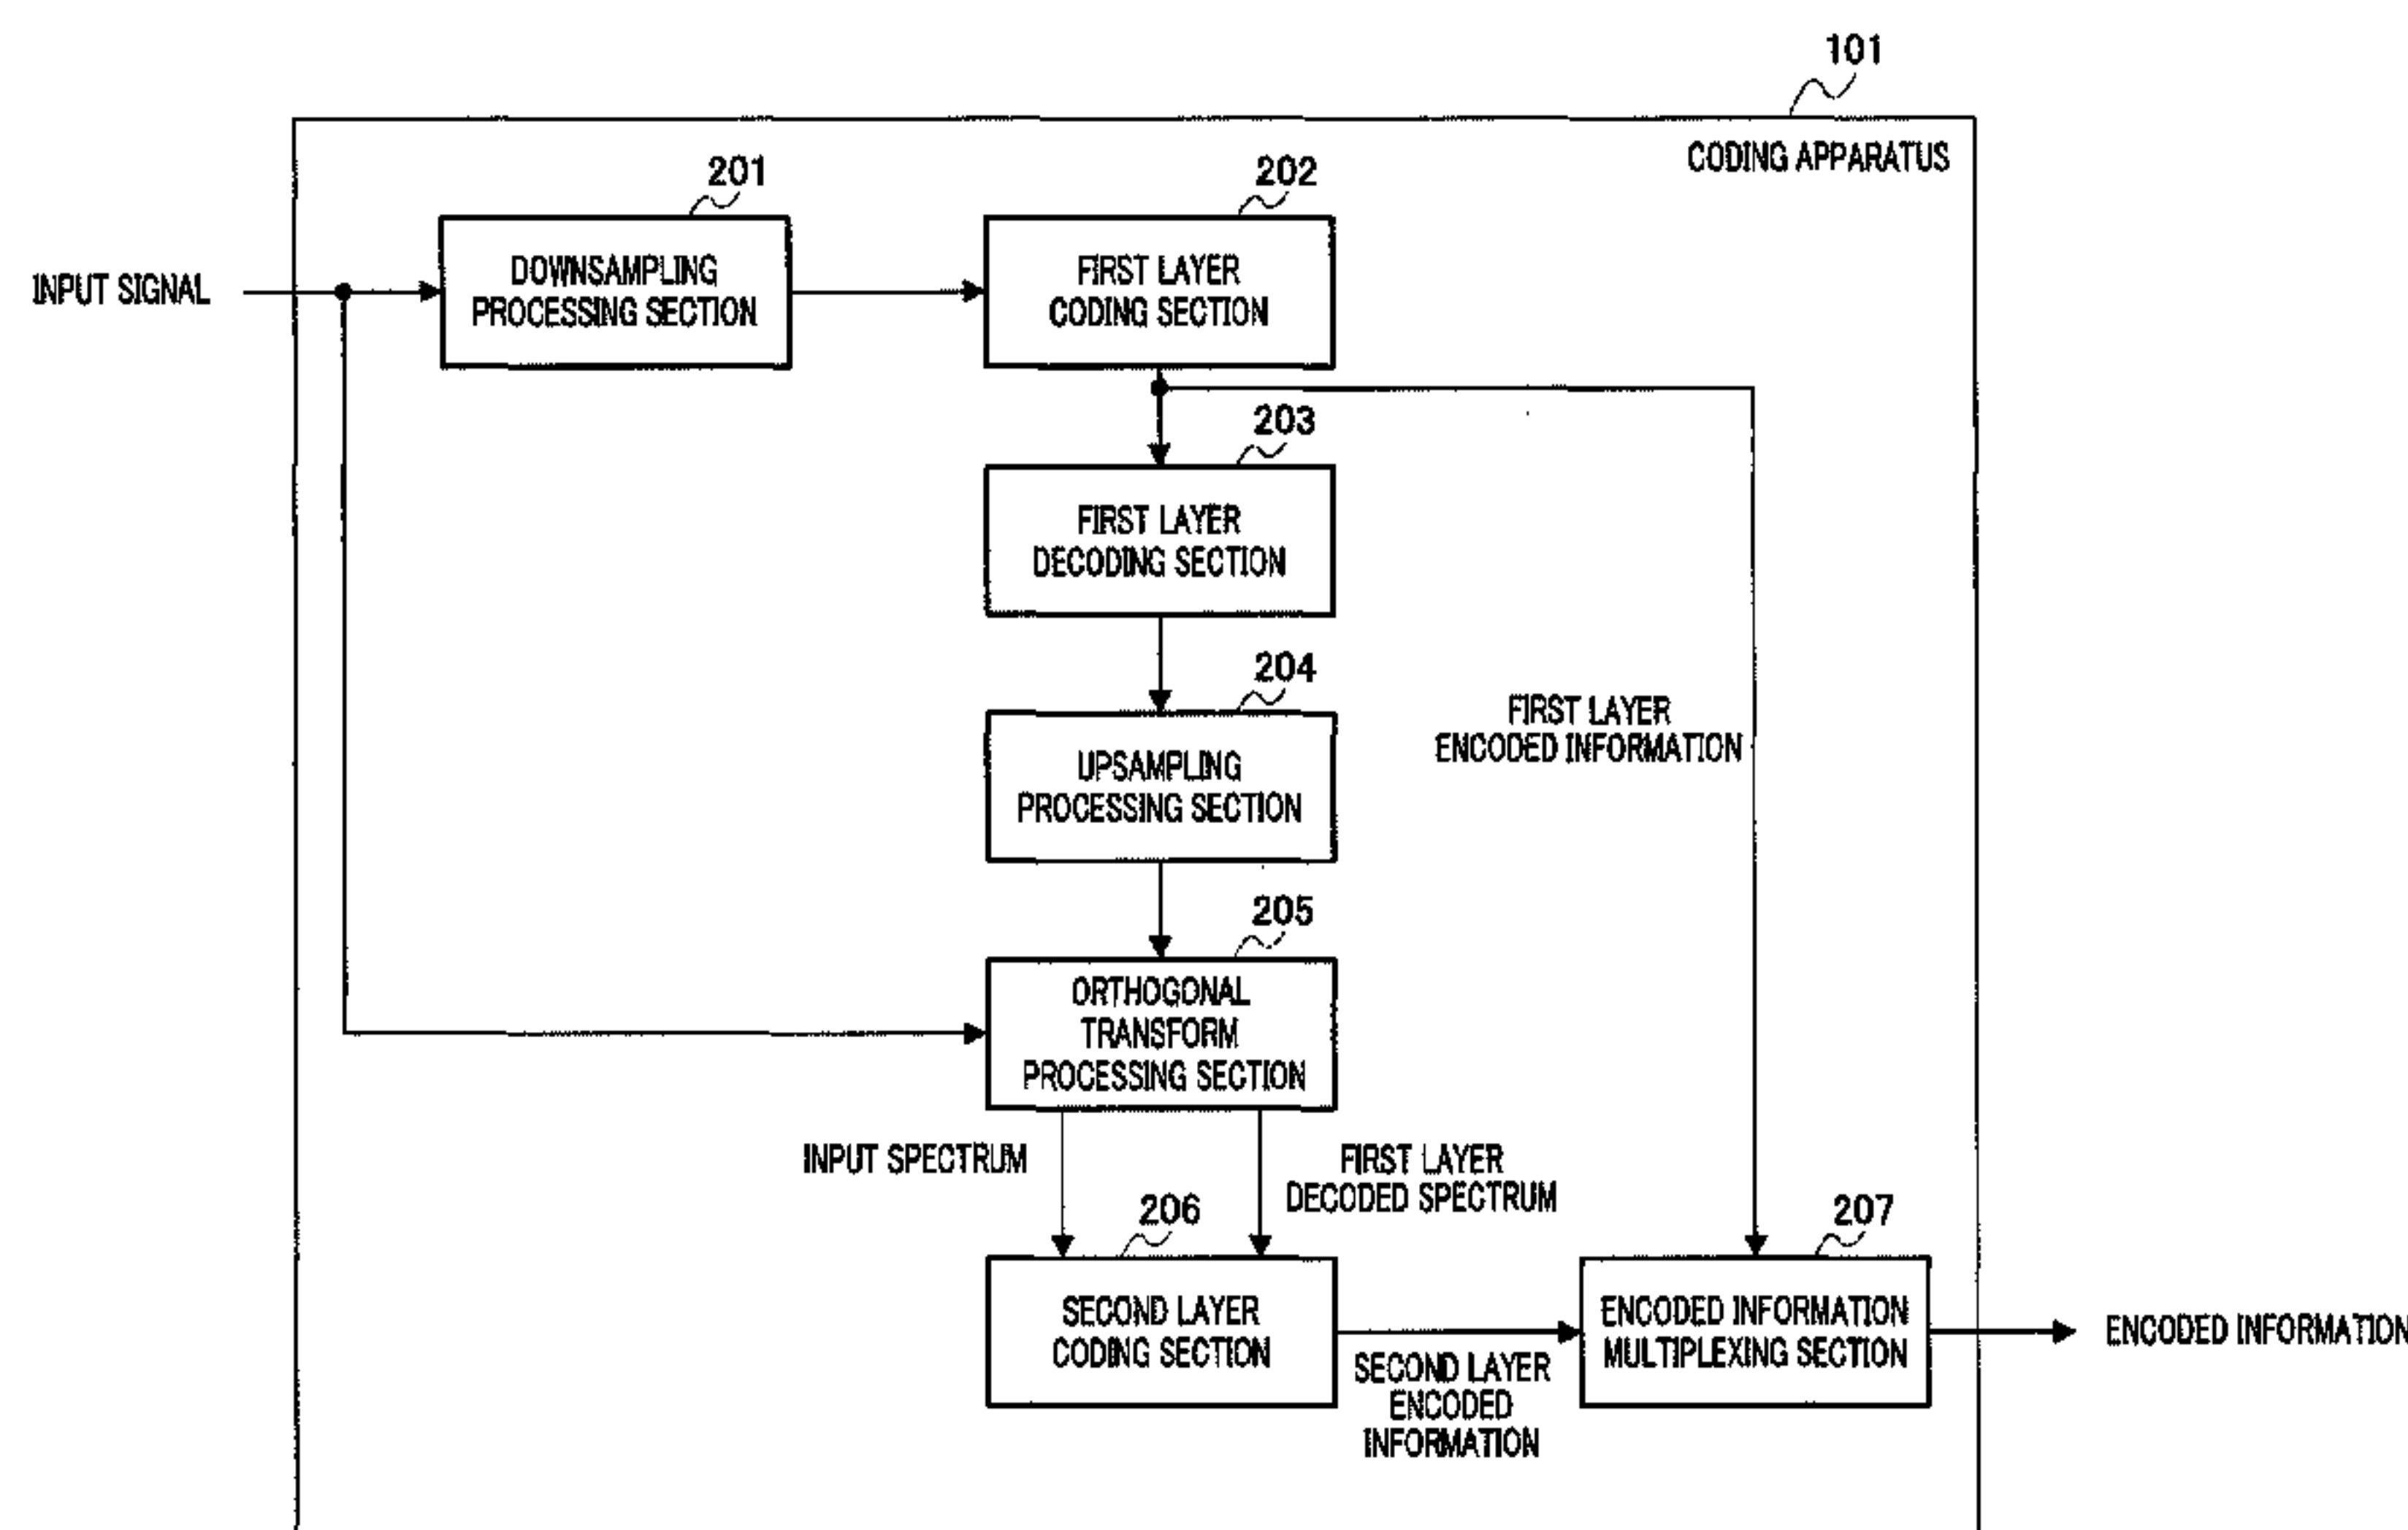 101
CODING APPARATUS
201
202
INPUT SIGNAL
DOWNSAMPLING
PROCESSING SECTION
FIRST LAYER
CODING SECTION
203
FIRST LAYER
DECODING SECTION
204
UPSAMPLING
PROCESSING SECTION
FIRST LAYER
ENCODED INFORMATION
205
ORTHOGONAL
TRANSFORM
PROCESSING SECTION
INPUT SPECTRUM
FIRST LAYER
DECODED SPECTRUM
206
207
SECOND LAYER
CODING SECTION
SECOND LAYER
ENCODED
INFORMATION
ENCODED INFORMATION
MULTIPLEXING SECTION
ENCODED INFORMATION